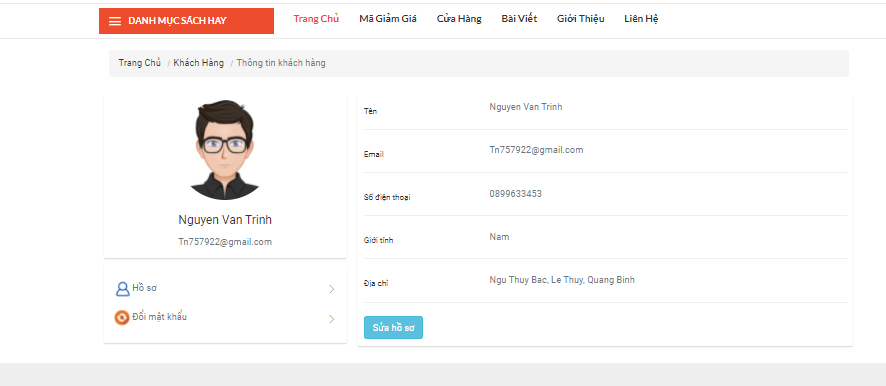 DANH MỤC SÁCH HAY Trang Chủ Mã Giảm Giá Cửa Hàng Bài Viết Giới Thiệu Liên Hệ
Trang Chủ / Khách Hàng / Thông tin khách hàng
Nguyen Van Trinh
Tn757922@gmail.com
Hồ sơ
Đổi mật khẩu
Tên Nguyen Van Trinh
Email Tn757922@gmail.com
Số điện thoại 0899633453
Giới tính Nam
Địa chỉ Ngu Thuy Bac, Le Thuy, Quang Binh
Sửa hồ sơ